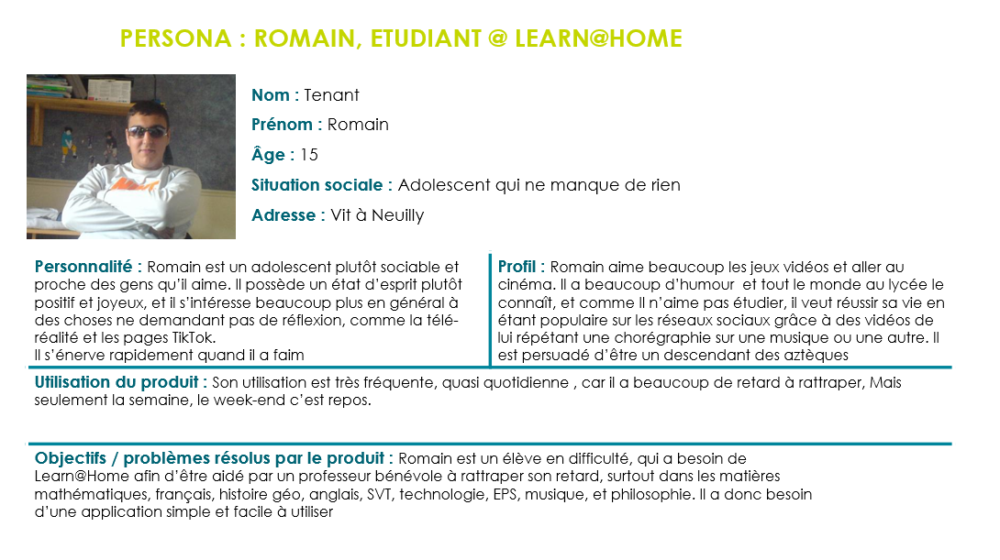 PERSONA : ROMAIN, ETUDIANT @ LEARN@HOME
Nom : Tenant
Prénom : Romain
Âge : 15
Situation sociale : Adolescent qui ne manque de rien
Adresse : Vit à Neuilly
Personnalité : Romain est un adolescent plutôt sociable et
proche des gens qu’il aime. Il possède un état d’esprit plutôt
positif et joyeux, et il s’intéresse beaucoup plus en général à
des choses ne demandant pas de réflexion, comme la télé-
réalité et les pages TikTok.
Il s’énerve rapidement quand il a faim
Profil : Romain aime beaucoup les jeux vidéos et aller au
cinéma. Il a beaucoup d’humour et tout le monde au lycée le
connaît, et comme Il n’aime pas étudier, il veut réussir sa vie en
étant populaire sur les réseaux sociaux grâce à des vidéos de
lui répétant une chorégraphie sur une musique ou une autre. Il
est persuadé d’être un descendant des aztèques
Utilisation du produit : Son utilisation est très fréquente, quasi quotidienne , car il a beaucoup de retard à rattraper, Mais
seulement la semaine, le week-end c’est repos.
Objectifs / problèmes résolus par le produit : Romain est un élève en difficulté, qui a besoin de
Learn@Home afin d’être aidé par un professeur bénévole à rattraper son retard, surtout dans les matières
mathématiques, français, histoire géo, anglais, SVT, technologie, EPS, musique, et philosophie. Il a donc besoin
d’une application simple et facile à utiliser